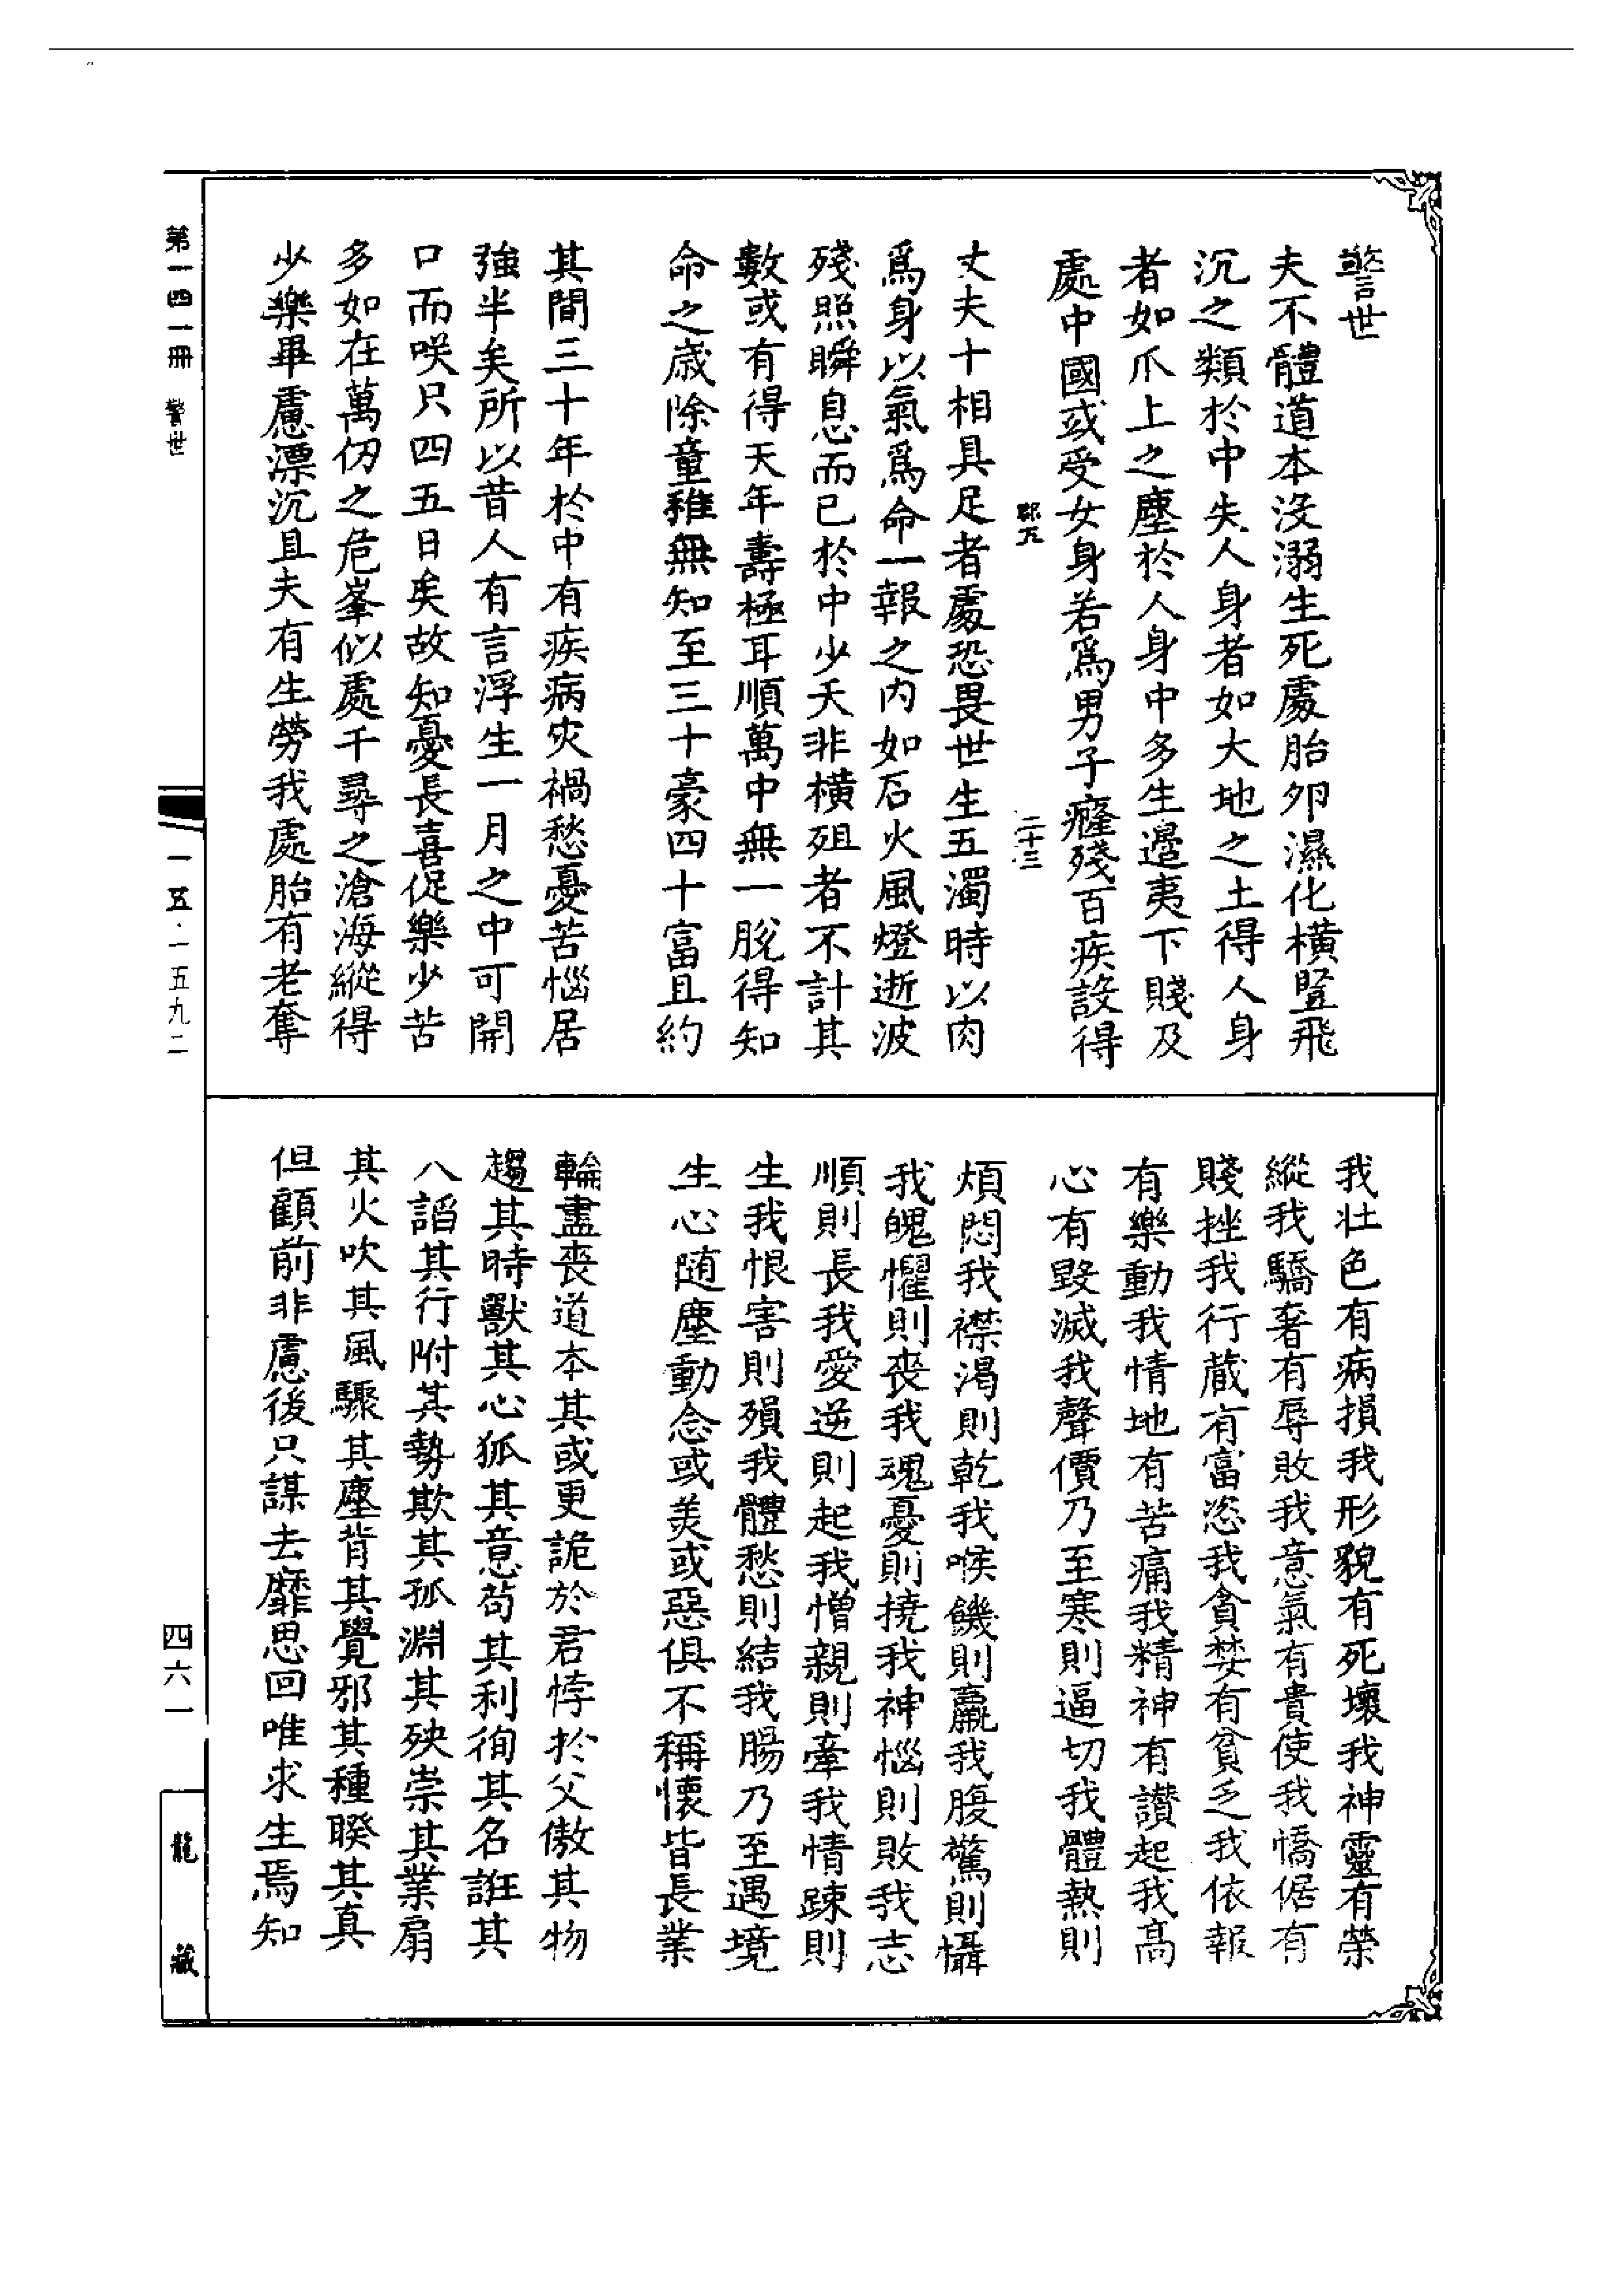 警世
夫不體道本没溺生死處胎卵濕化橫豎飛
沉之類於中失人身者如大地之土得人身
者如爪上之塵於人身中多生邊夷下賤及
處中國或受女身若爲男子癃殘百疾設得
郡九 二十三
丈夫十相具足者處恐畏世生五濁時以肉
爲身以氣爲命一報之內如石火風燈逝波
殘照瞬息而已於中少夭非橫殂者不計其
數或有得天年壽極耳順萬中無一脫得知
命之歲除童稚無知至三十豪四十富且約
其間三十年於中有疾病灾禍愁憂苦惱居
強半矣所以昔人有言浮生一月之中可開
口而咲只四五日矣故知憂長喜促樂少苦
多如在萬仞之危峯似處千尋之滄海縱得
少樂畢慮漂沉且夫有生勞我處胎有老奪
我壯色有病損我形貌有死壞我神靈有榮
縱我驕奢有辱敗我意氣有貴使我憍倨有
賤挫我行藏有富恣我貪婪有貧乏我依報
有樂動我情地有苦痛我精神有讚起我高
心有毀滅我聲價乃至寒則逼切我體熱則
煩悶我襟渴則乾我喉饑則羸我腹驚則懾
我魄懼則喪我魂憂則撓我神惱則敗我志
順則長我愛逆則起我憎親則牽我情踈則
生我恨害則殞我體愁則結我腸乃至遇境
生心随塵動念或美或惡俱不稱懷皆長業
輪盡喪道本其或更詭於君悖於父傲其物
趨其時獸其心狐其意苟其利徇其名誑其
人諂其行附其勢欺其孤淵其殃崇其業扇
其火吹其風驟其塵背其覺邪其種睽其真
但顧前非慮後只謀去靡思回唯求生焉知
第一四一冊 警世
一五·一五九二
四六一
龍藏